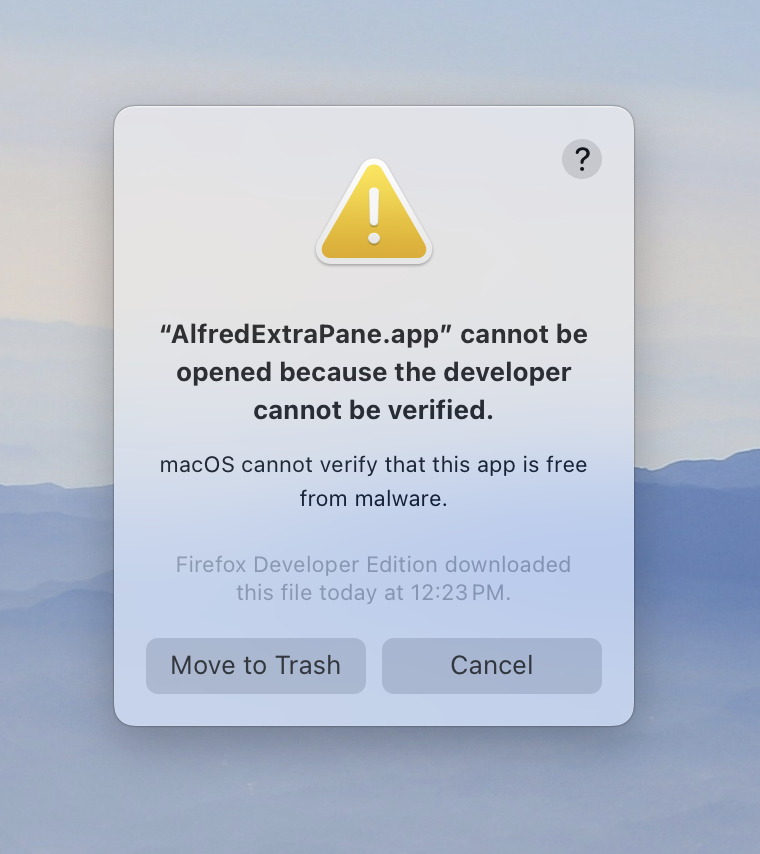 ?
“AlfredExtraPane.app” cannot be
opened because the developer
cannot be verified.
macOS cannot verify that this app is free
from malware.
Firefox Developer Edition downloaded
this file today at 12:23 PM.
Move to Trash
Cancel